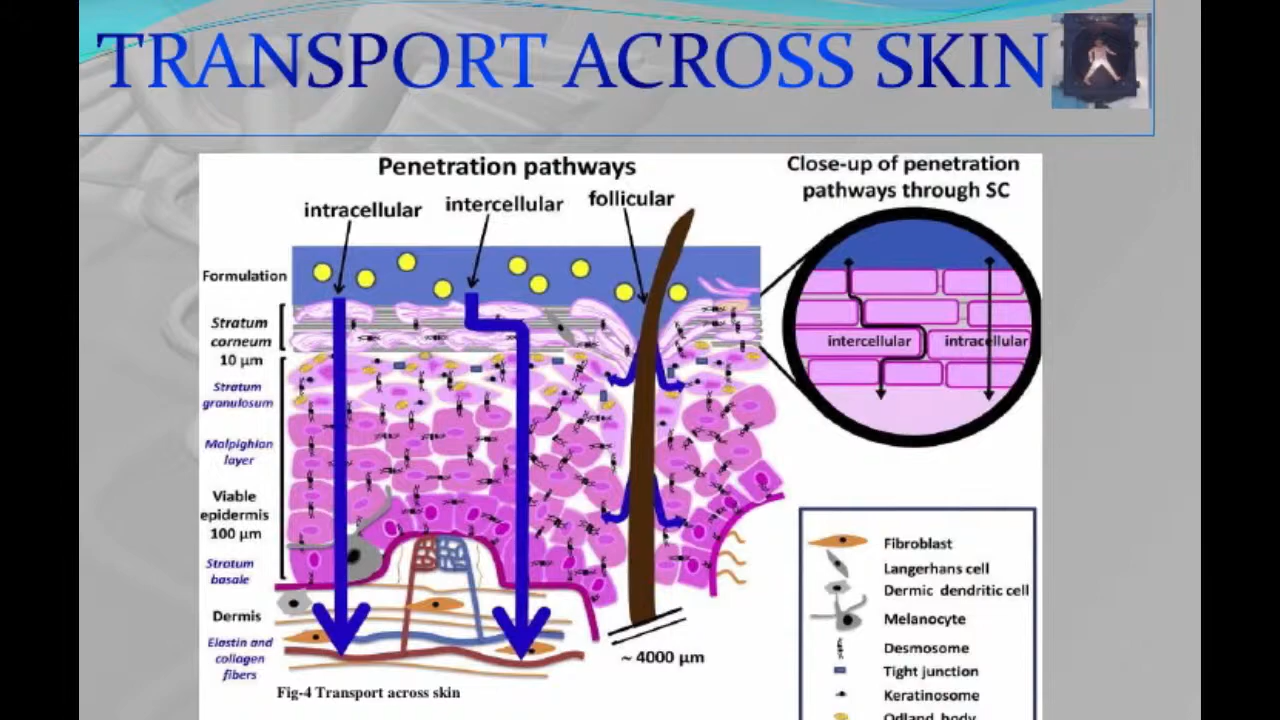 TRANSPORT ACROSS SKIN
Penetration pathways
intracellular
intercellular
follicular
Close-up of penetration
pathways through SC
Formulation
Stratum
corneum
10 µm
Stratum
granulosum
Malpighian
layer
Viable
epidermis
100 µm
Stratum
basale
Dermis
Elastin and
collagen
fibers
intercellular
intracellular
~ 4000 µm
Fibroblast
Langerhans cell
Dermic dendritic cell
Melanocyte
Desmosome
Tight junction
Keratinosome
Odland body
Fig-4 Transport across skin